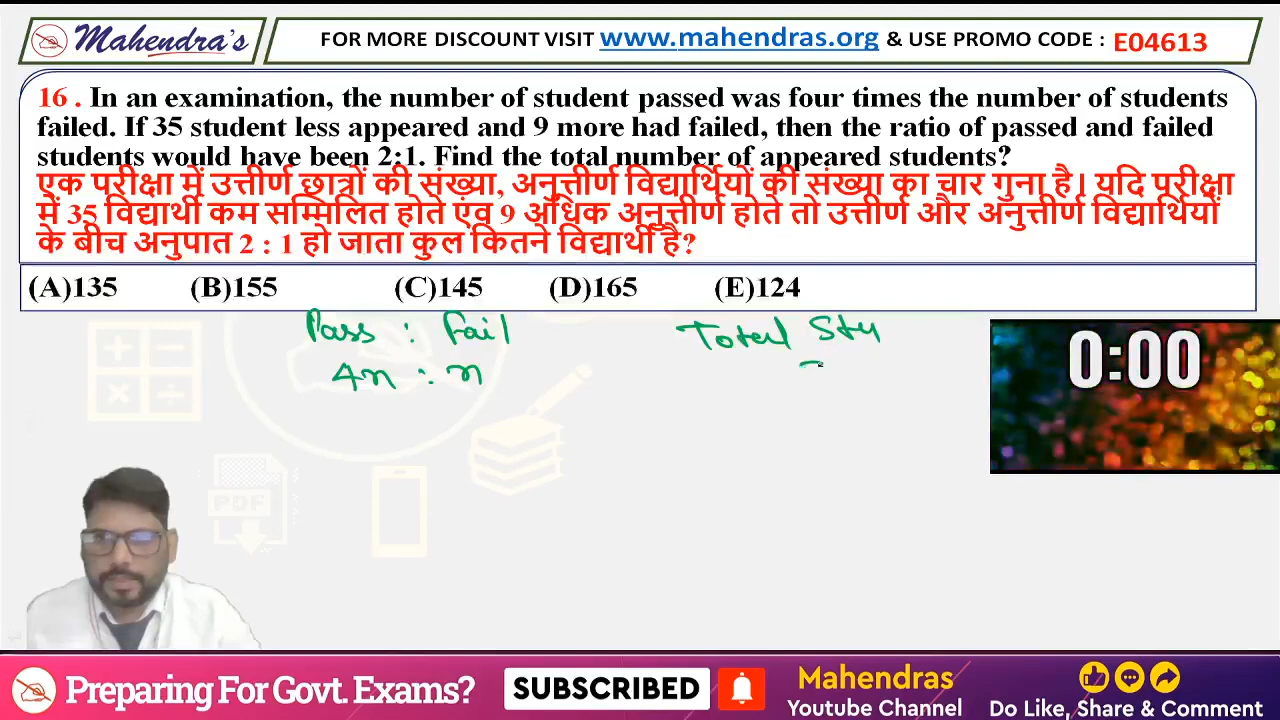 Mahendra's
FOR MORE DISCOUNT VISIT www.mahendras.org & USE PROMO CODE : E04613
16 . In an examination, the number of student passed was four times the number of students
failed. If 35 student less appeared and 9 more had failed, then the ratio of passed and failed
students would have been 2:1. Find the total number of appeared students?
एक परीक्षा में उत्तीर्ण छात्रों की संख्या, अनुत्तीर्ण विद्यार्थियों की संख्या का चार गुना है। यदि परीक्षा
में 35 विद्यार्थी कम सम्मिलित होते एंव 9 अधिक अनुत्तीर्ण होते तो उत्तीर्ण और अनुत्तीर्ण विद्यार्थियों
के बीच अनुपात 2 : 1 हो जाता कुल कितने विद्यार्थी है?
(A)135 (B)155 (C)145 (D)165 (E)124
Pass : Fail Total Stu
4x : x
0:00
PDF
Preparing For Govt. Exams? SUBSCRIBED
Mahendras
YouTube Channel
Do Like, Share & Comment